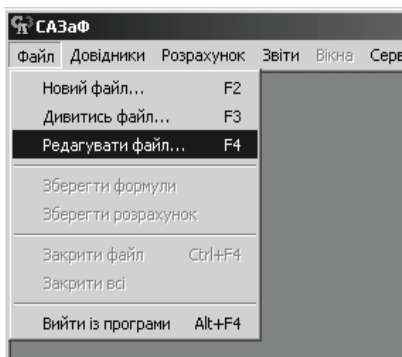 САЗаФ
Файл Довідники Розрахунок Звіти Вікна Серв
Новий файл... F2
Дивитись файл... F3
Редагувати файл... F4
Зберегти формули
Зберегти розрахунок
Закрити файл Ctrl+F4
Закрити всі
Вийти із програми Alt+F4